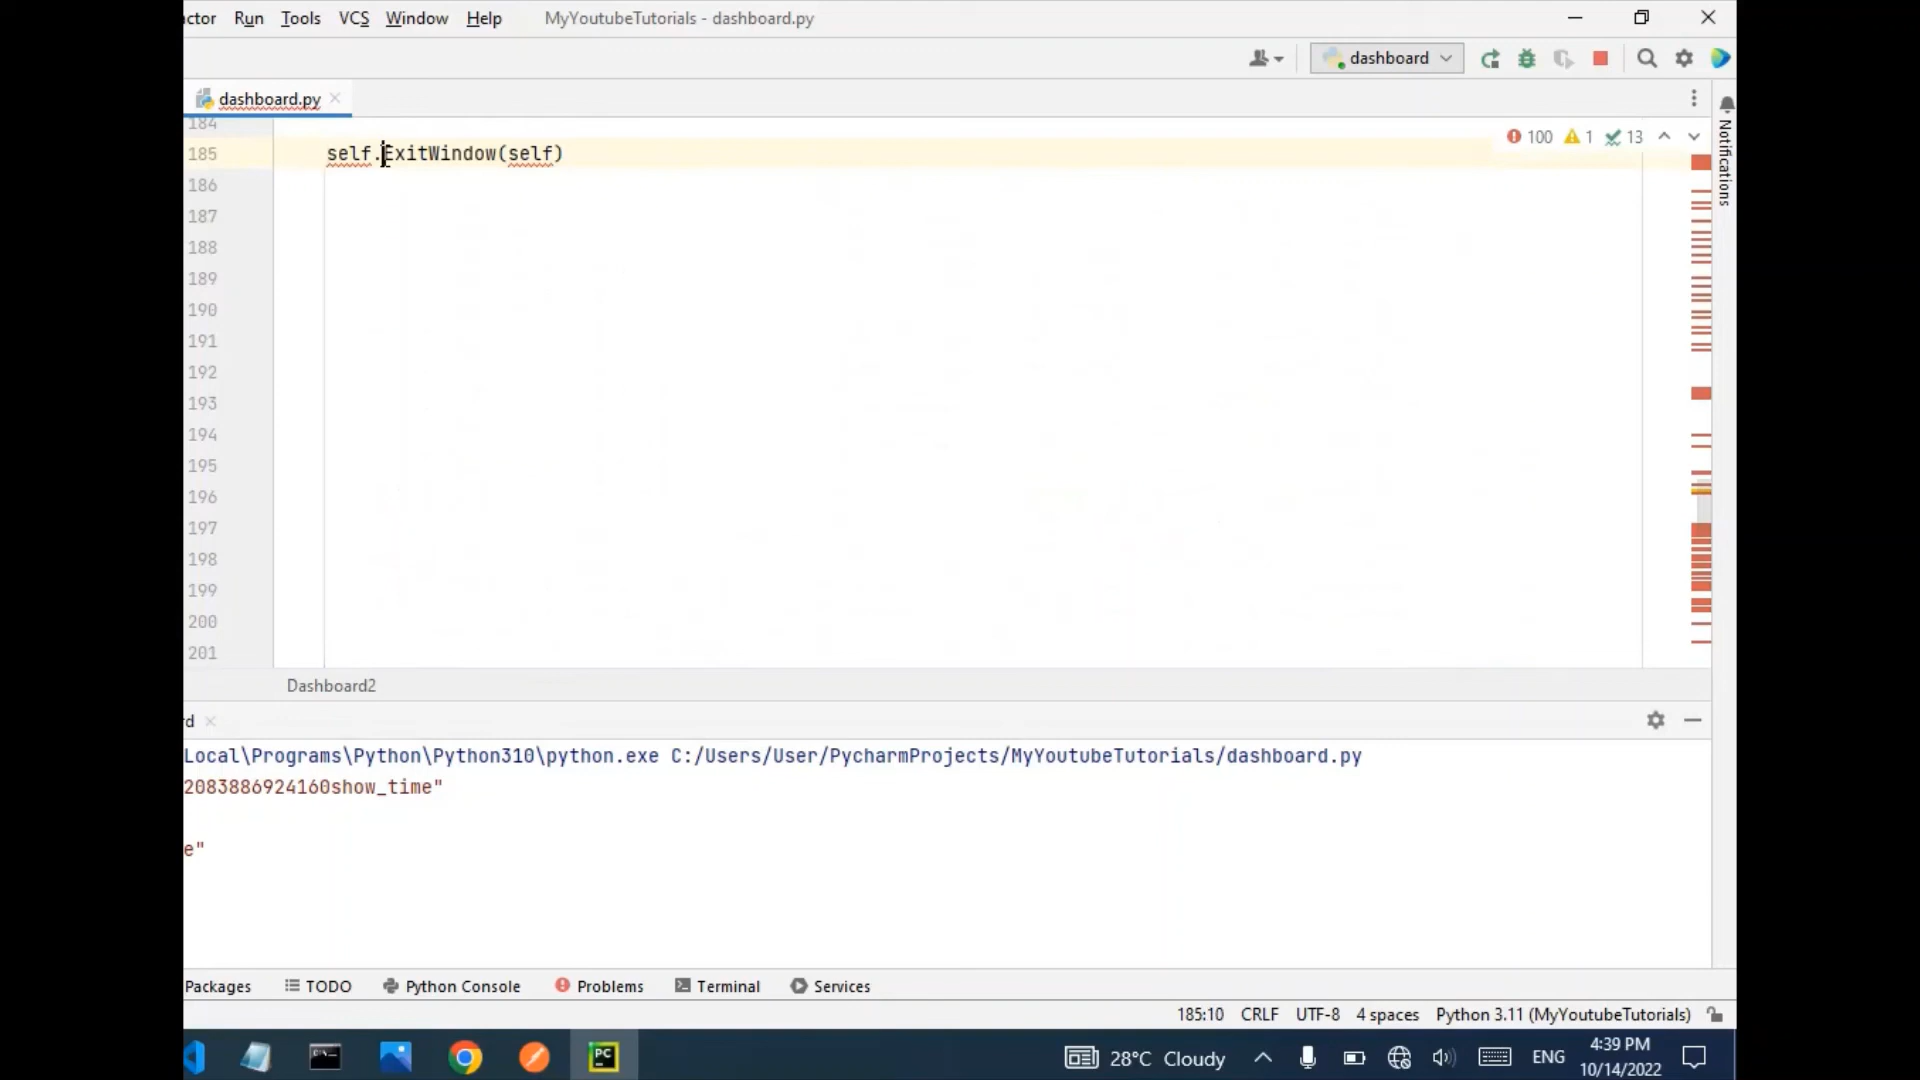 ctor Run Tools VCS Window Help MyYoutubeTutorials - dashboard.py
dashboard
dashboard.py
184
185 self.ExitWindow(self) 100 1 13
186
187
188
189
190
191
192
193
194
195
196
197
198
199
200
201
Notifications
Dashboard2
rd
Local\Programs\Python\Python310\python.exe C:/Users/User/PycharmProjects/MyYoutubeTutorials/dashboard.py
2083886924160show_time"
e"
Packages TODO Python Console Problems Terminal Services
185:10 CRLF UTF-8 4 spaces Python 3.11 (MyYoutubeTutorials)
PC 28°C Cloudy ENG 4:39 PM
10/14/2022